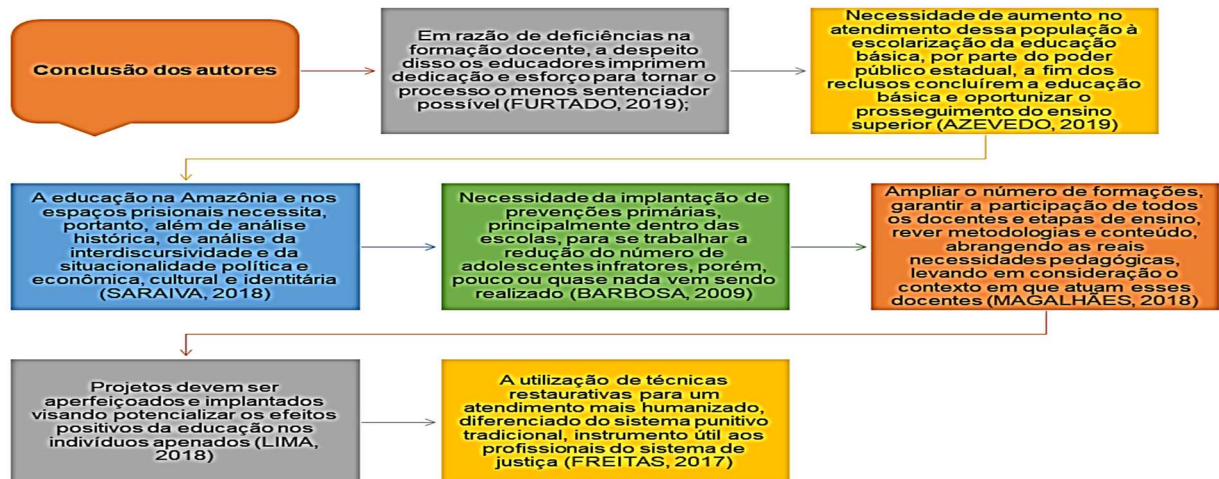 Conclusão dos autores
Em razão de deficiências na
formação docente, a despeito
disso os educadores imprimem
dedicação e esforço para tornar o
processo o menos sentenciador
possível (FURTADO, 2019);
Necessidade de aumento no
atendimento dessa população à
escolarização da educação
básica, por parte do poder
público estadual, a fim dos
reclusos concluírem a educação
básica e oportunizar o
prosseguimento do ensino
superior (AZEVEDO, 2019)
A educação na Amazônia e nos
espaços prisionais necessita,
portanto, além de análise
histórica, de análise da
interdiscursividade e da
situacionalidade política e
econômica, cultural e identitária
(SARAIVA, 2018)
Necessidade da implantação de
prevenções primárias,
principalmente dentro das
escolas, para se trabalhar a
redução do número de
adolescentes infratores, porém,
pouco ou quase nada vem sendo
realizado (BARBOSA, 2009)
Ampliar o número de formações,
garantir a participação de todos
os docentes e etapas de ensino,
rever metodologias e conteúdo,
abrangendo as reais
necessidades pedagógicas,
levando em consideração o
contexto em que atuam esses
docentes (MAGALHÃES, 2018)
Projetos devem ser
aperfeiçoados e implantados
visando potencializar os efeitos
positivos da educação nos
indivíduos apenados (LIMA,
2018)
A utilização de técnicas
restaurativas para um
atendimento mais humanizado,
diferenciado do sistema punitivo
tradicional, instrumento útil aos
profissionais do sistema de
justiça (FREITAS, 2017)